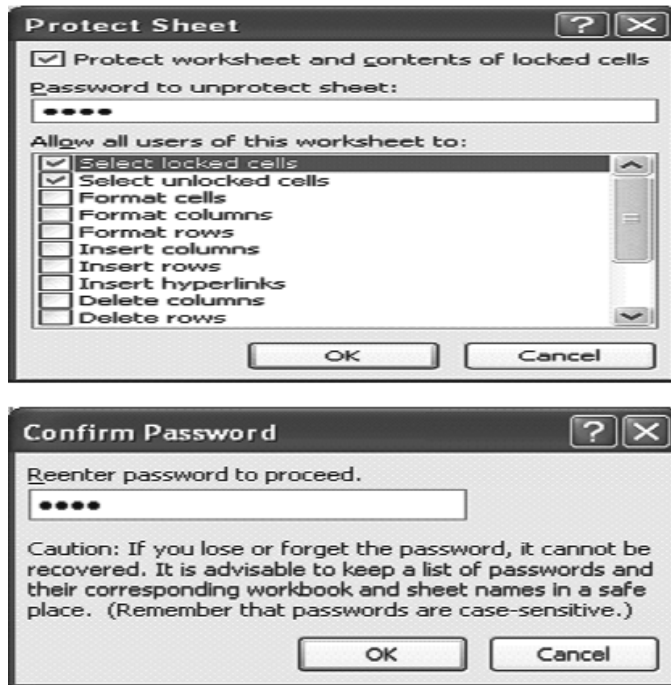 Protect Sheet
Protect worksheet and contents of locked cells
Password to unprotect sheet:
••••
Allow all users of this worksheet to:
Select locked cells
Select unlocked cells
Format cells
Format columns
Format rows
Insert columns
Insert rows
Insert hyperlinks
Delete columns
Delete rows
OK Cancel
Confirm Password
Reenter password to proceed.
••••
Caution: If you lose or forget the password, it cannot be
recovered. It is advisable to keep a list of passwords and
their corresponding workbook and sheet names in a safe
place. (Remember that passwords are case-sensitive.)
OK Cancel